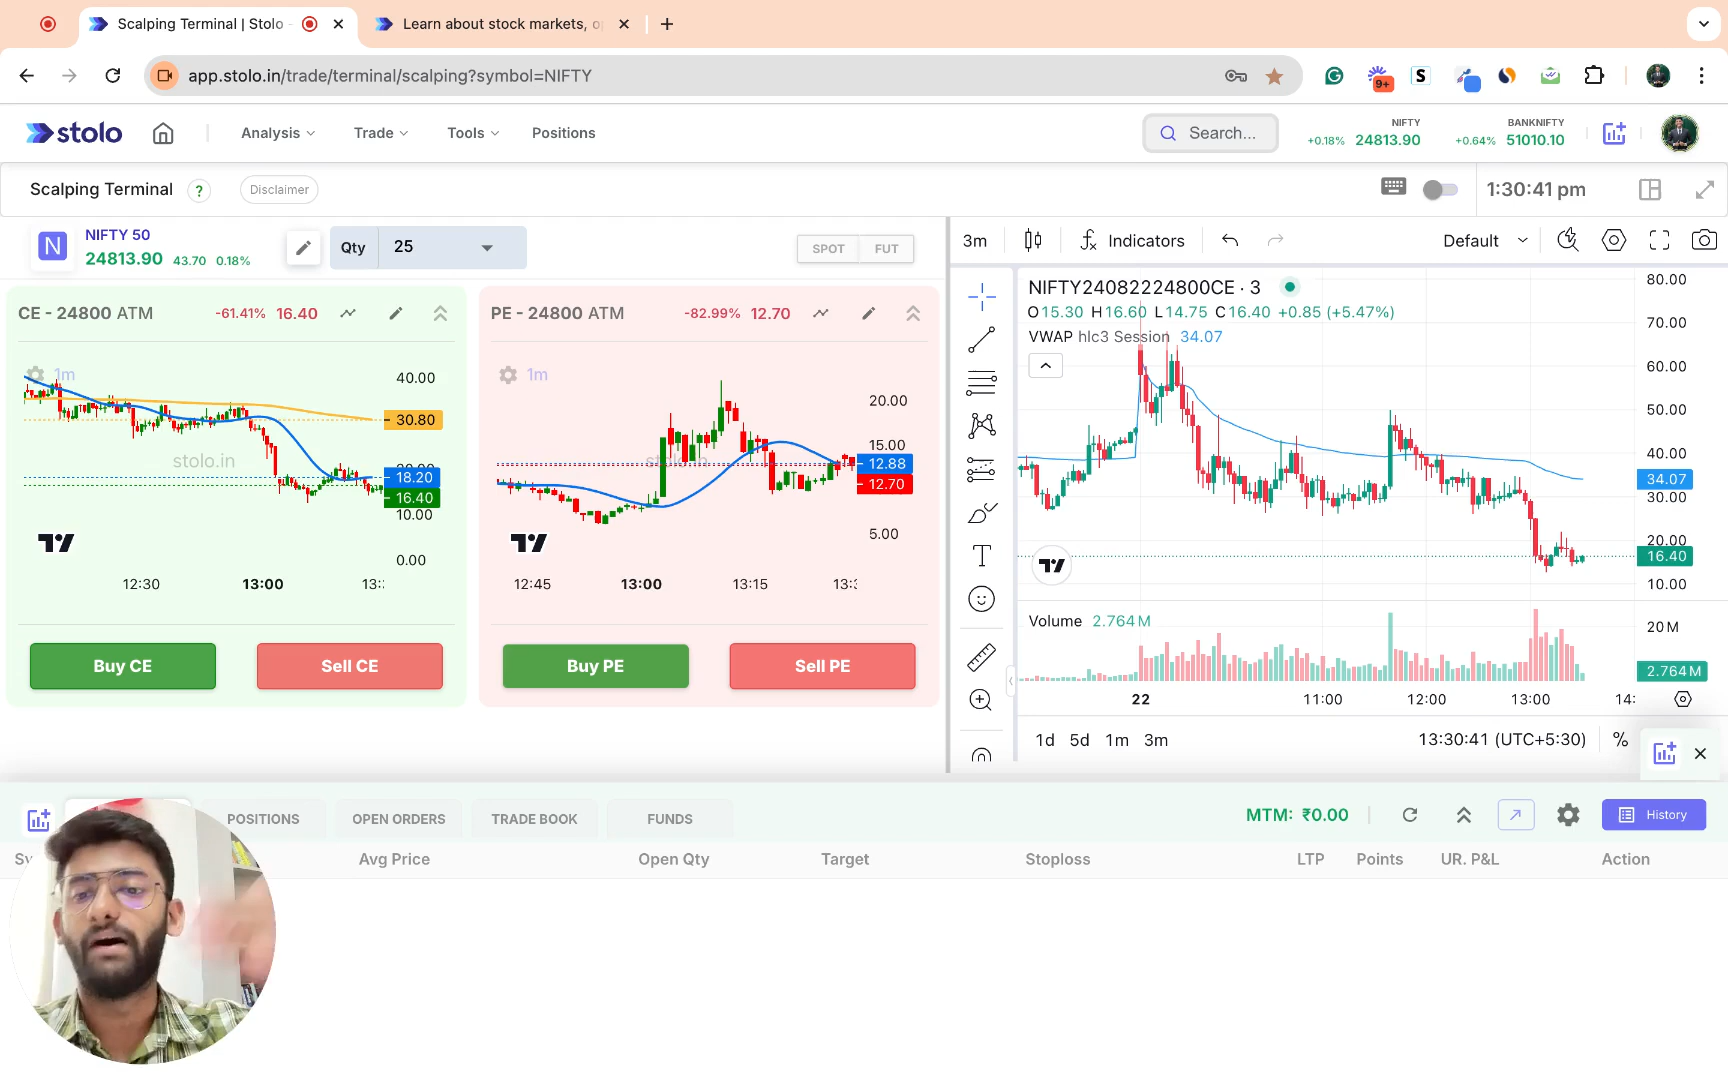 Scalping Terminal | Stolo -
Learn about stock markets, o
app.stolo.in/trade/terminal/scalping?symbol=NIFTY
9+
S
stolo
Analysis
Trade
Tools
Positions
Search...
NIFTY
+0.18% 24813.90
BANKNIFTY
+0.64% 51010.10
Scalping Terminal
?
Disclaimer
1:30:41 pm
N
NIFTY 50
24813.90 43.70 0.18%
Qty 25
SPOT FUT
CE - 24800 ATM -61.41% 16.40
1m
40.00
30.80
stolo.in
18.20
16.40
10.00
0.00
12:30 13:00
Buy CE
Sell CE
PE - 24800 ATM -82.99% 12.70
1m
20.00
15.00
12.88
12.70
5.00
12:45 13:00 13:15
Buy PE
Sell PE
3m
Indicators
Default
NIFTY24082224800CE · 3
O15.30 H16.60 L14.75 C16.40 +0.85 (+5.47%)
VWAP hlc3 Session 34.07
80.00
70.00
60.00
50.00
40.00
34.07
30.00
20.00
16.40
10.00
Volume 2.764M
20M
2.764M
22 11:00 12:00 13:00 14:
1d 5d 1m 3m
13:30:41 (UTC+5:30)
%
POSITIONS
OPEN ORDERS
TRADE BOOK
FUNDS
MTM: ₹0.00
History
Sy
Avg Price
Open Qty
Target
Stoploss
LTP
Points
UR. P&L
Action